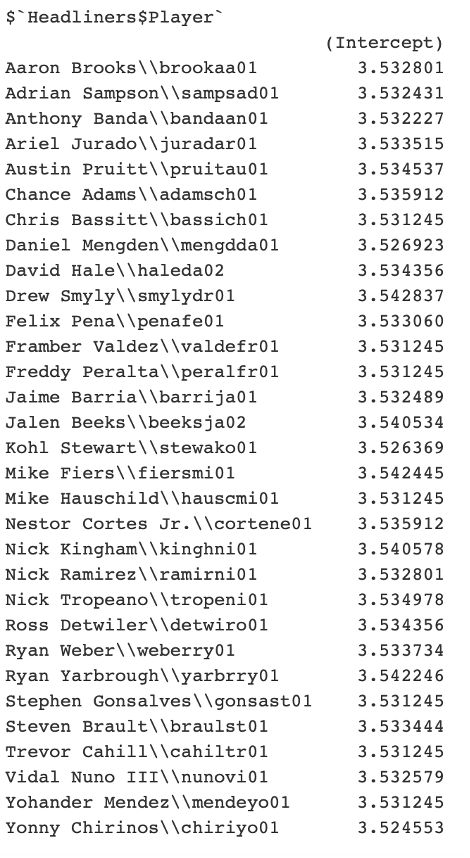 $`Headliners$Player`
(Intercept)
Aaron Brooks\\brookaa01 3.532801
Adrian Sampson\\sampsad01 3.532431
Anthony Banda\\bandaan01 3.532227
Ariel Jurado\\juradar01 3.533515
Austin Pruitt\\pruitau01 3.534537
Chance Adams\\adamsch01 3.535912
Chris Bassitt\\bassich01 3.531245
Daniel Mengden\\mengdda01 3.526923
David Hale\\haleda02 3.534356
Drew Smyly\\smylydr01 3.542837
Felix Pena\\penafe01 3.533060
Framber Valdez\\valdefr01 3.531245
Freddy Peralta\\peralfr01 3.531245
Jaime Barria\\barrija01 3.532489
Jalen Beeks\\beeksja02 3.540534
Kohl Stewart\\stewako01 3.526369
Mike Fiers\\fiersmi01 3.542445
Mike Hauschild\\hauscmi01 3.531245
Nestor Cortes Jr.\\cortene01 3.535912
Nick Kingham\\kinghni01 3.540578
Nick Ramirez\\ramirni01 3.532801
Nick Tropeano\\tropeni01 3.534978
Ross Detwiler\\detwiro01 3.534356
Ryan Weber\\weberry01 3.533734
Ryan Yarbrough\\yarbrry01 3.542246
Stephen Gonsalves\\gonsast01 3.531245
Steven Brault\\braulst01 3.533444
Trevor Cahill\\cahiltr01 3.531245
Vidal Nuno III\\nunovi01 3.532579
Yohander Mendez\\mendeyo01 3.531245
Yonny Chirinos\\chiriyo01 3.524553